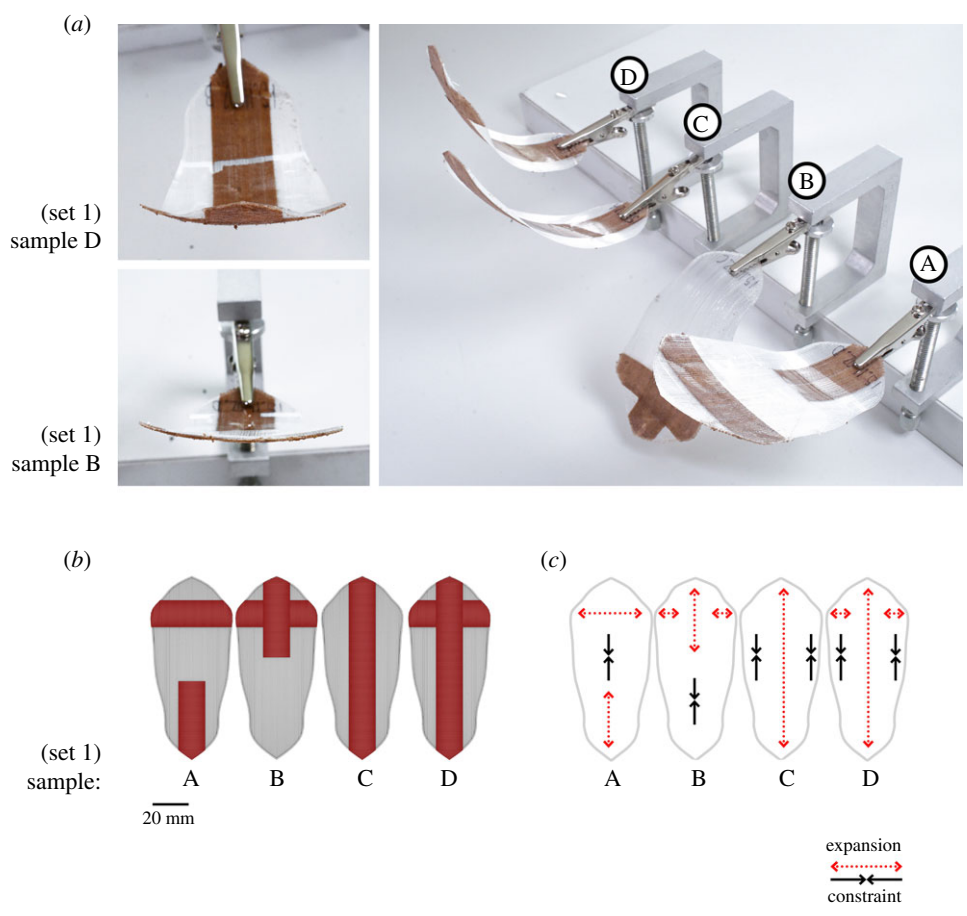 (a)
(set 1)
sample D
(set 1)
sample B
D
C
B
A
(b)
(set 1)
sample:
A B C D
20 mm
(c)
A B C D
expansion
constraint